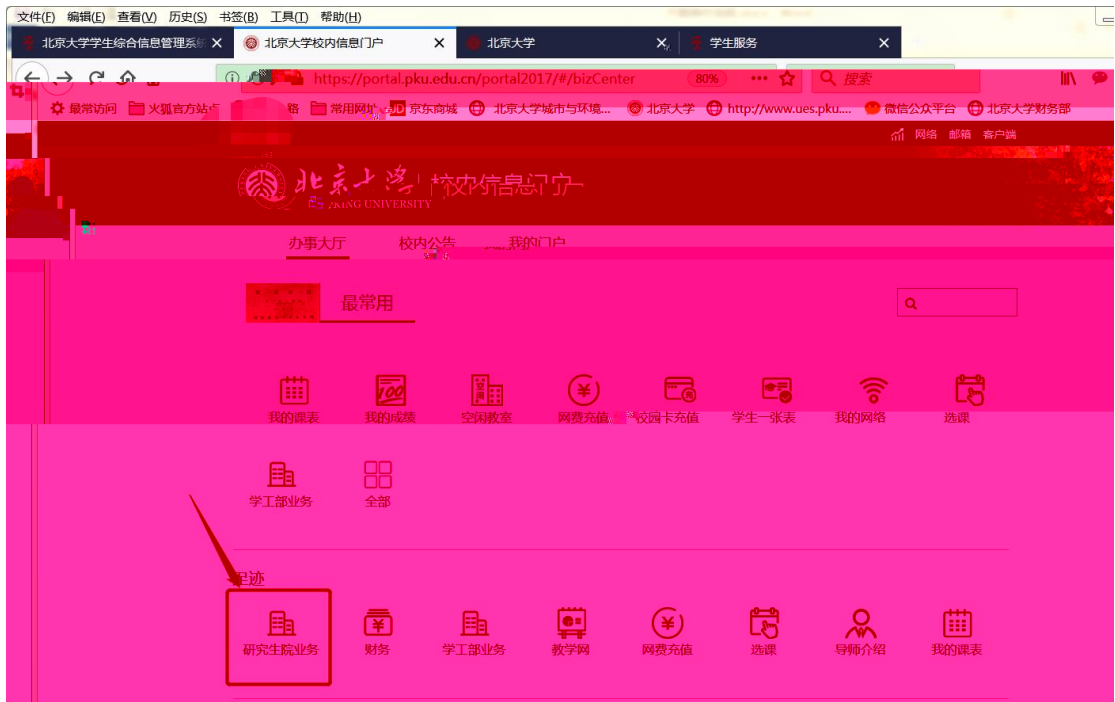 文件(F) 编辑(E) 查看(V) 历史(S) 书签(B) 工具(T) 帮助(H)
北京大学学生综合信息管理系统 北京大学校内信息门户 北京大学 学生服务
https://portal.pku.edu.cn/portal2017/#/bizCenter 80% 搜索
最常访问 火狐官方站点 常用网址 JD 京东商城 北京大学城市与环境... 北京大学 http://www.ues.pku.... 微信公众平台 北京大学财务部
网络 邮箱 客户端
北京大学 校内信息门户
PEKING UNIVERSITY
办事大厅 校内公告 我的门户
最常用
我的课表 我的成绩 空闲教室 网费充值 校园卡充值 学生一张表 我的网络 选课
学工部业务 全部
足迹
研究生院业务 财务 学工部业务 教学网 网费充值 选课 导师介绍 我的课表